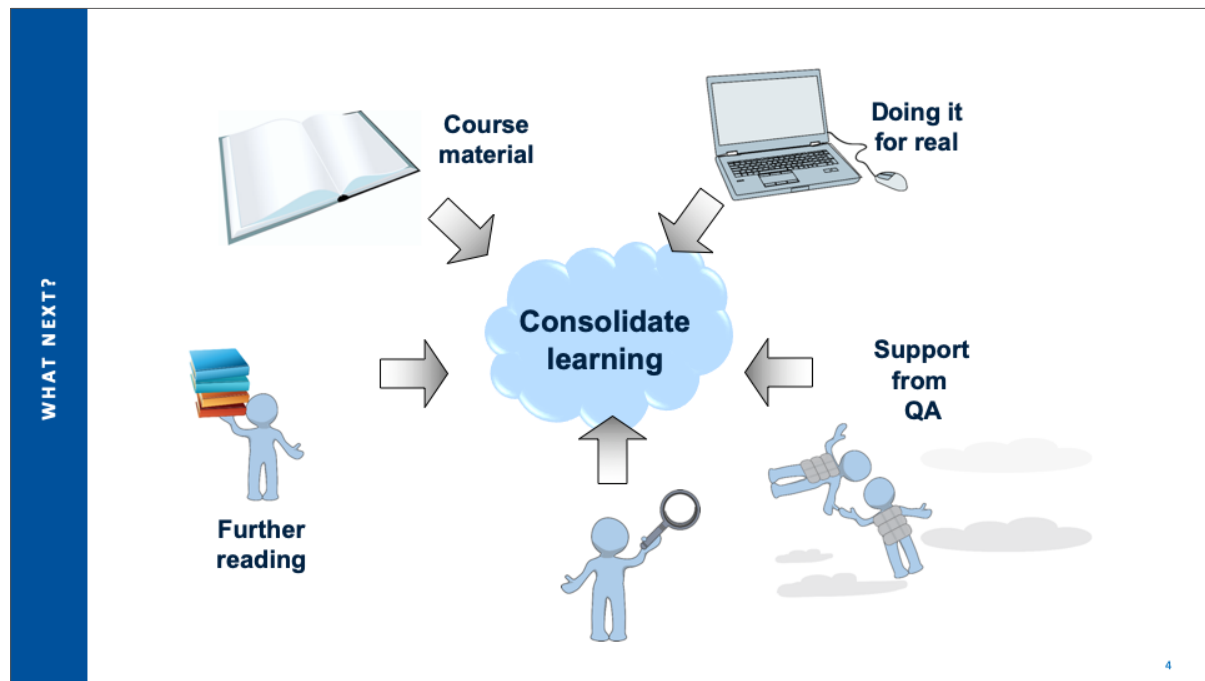 WHAT NEXT?
Course
material
Doing it
for real
Consolidate
learning
Support
from
QA
Further
reading
4